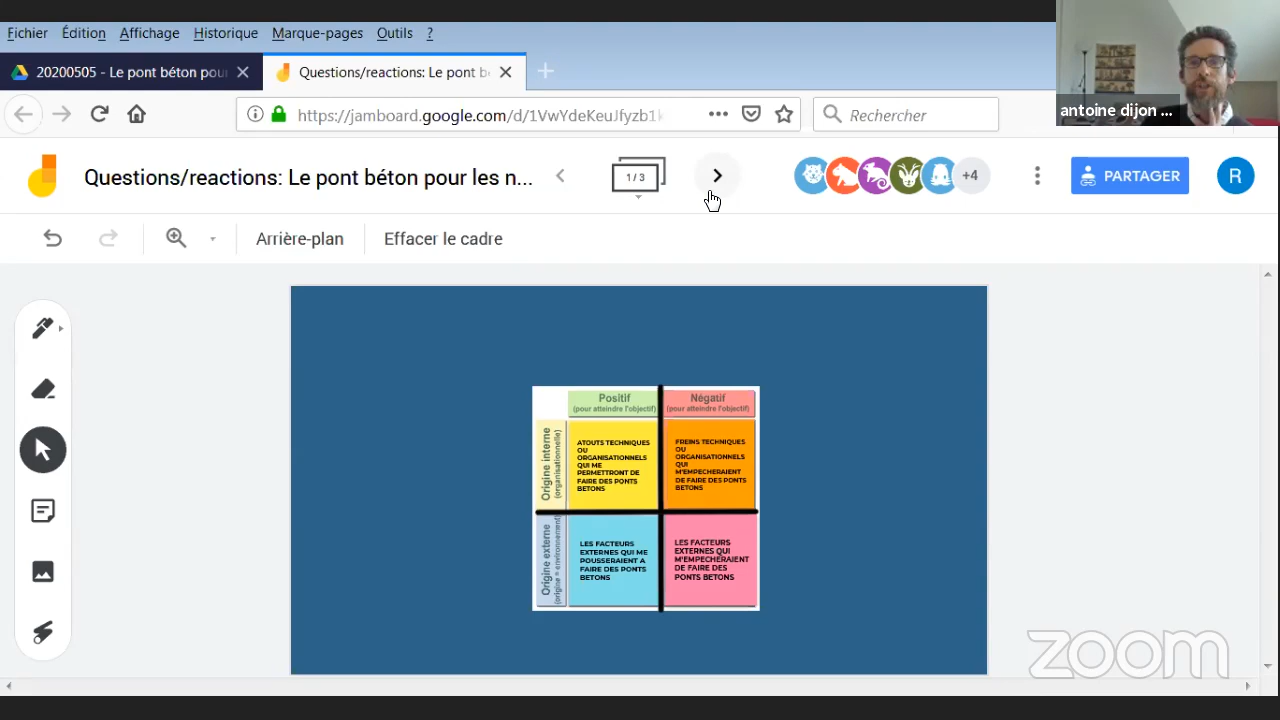 Fichier Édition Affichage Historique Marque-pages Outils ?
20200505 - Le pont béton pou
Questions/reactions: Le pont b
https://jamboard.google.com/d/1VwYdeKeuJfyzb1
Rechercher
antoine dijon ...
Questions/reactions: Le pont béton pour les n...
1/3
+4
PARTAGER
R
Arrière-plan
Effacer le cadre
Positif
(pour atteindre l'objectif)
Négatif
(pour atteindre l'objectif)
Origine interne
(organisationnelle)
ATOUTS TECHNIQUES
OU
ORGANISATIONNELS
QUI ME
PERMETTRONT DE
FAIRE DES PONTS
BETONS
FREINS TECHNIQUES
OU
ORGANISATIONNELS
QUI
M'EMPECHERAIENT
DE FAIRE DES PONTS
BETONS
Origine externe
(origine = environnement)
LES FACTEURS
EXTERNES QUI ME
POUSSERAIENT A
FAIRE DES PONTS
BETONS
LES FACTEURS
EXTERNES QUI
M'EMPECHERAIENT
DE FAIRE DES
PONTS BETONS
zoom